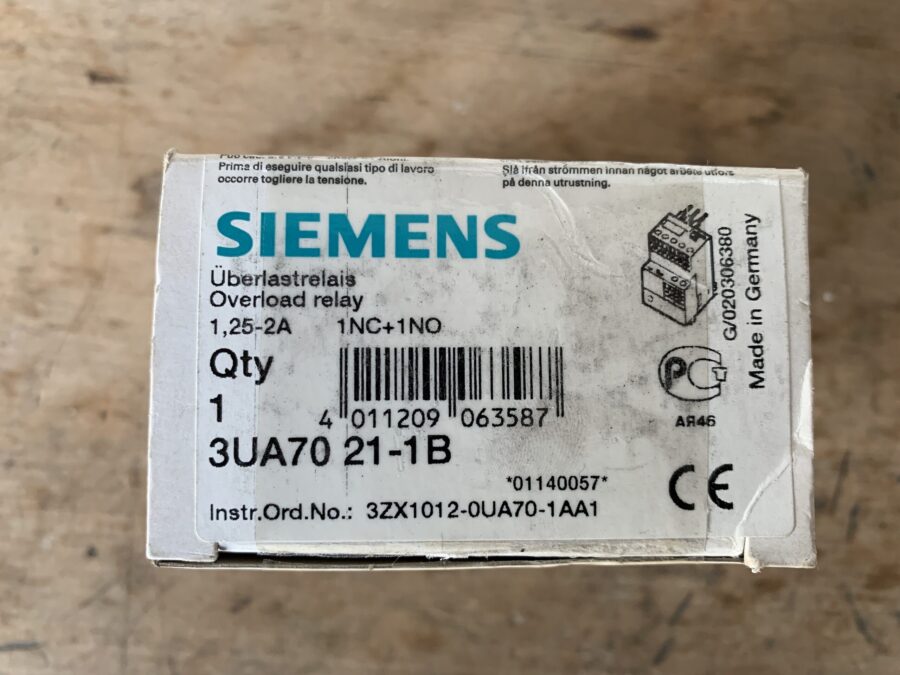 Prima di eseguire qualsiasi tipo di lavoro
occorre togliere la tensione.
Slå ifrån strömmen innan något arbete utförs
på denna utrustning.
SIEMENS
Überlastrelais
Overload relay
1,25-2A 1NC+1NO
Qty
1
4 011209 063587
3UA70 21-1B
*01140057*
Instr.Ord.No.: 3ZX1012-0UA70-1AA1
G/020306380
Made in Germany
РС
АЯ46
CE